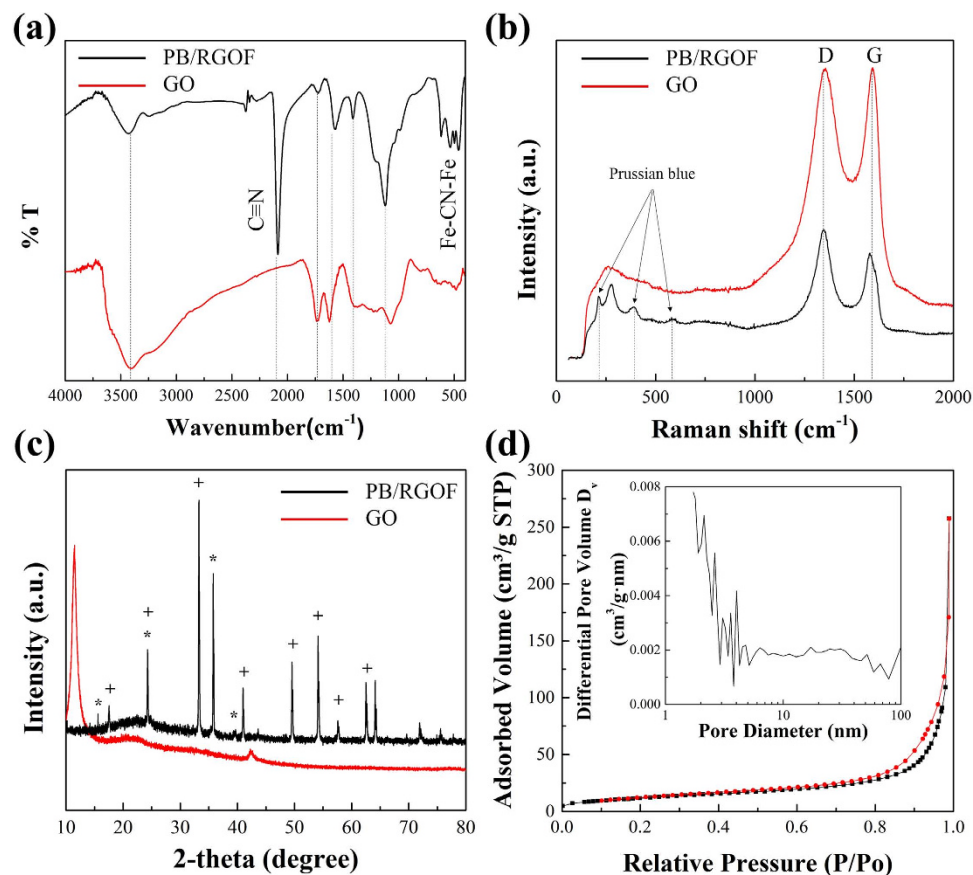 (a)
PB/RGOF
GO
C≡N
Fe-CN-Fe
% T
4000 3500 3000 2500 2000 1500 1000 500
Wavenumber(cm⁻¹)
(b)
PB/RGOF
GO
D G
Prussian blue
Intensity (a.u.)
0 500 1000 1500 2000
Raman shift (cm⁻¹)
(c)
+
PB/RGOF
GO
*
+
*
+
+
+
+
+
+
*
*
Intensity (a.u.)
10 20 30 40 50 60 70 80
2-theta (degree)
(d)
Adsorbed Volume (cm³/g STP)
300
250
200
150
100
50
0
0.0 0.2 0.4 0.6 0.8 1.0
Relative Pressure (P/Po)
Differential Pore Volume Dᵥ
(cm³/g·nm)
0.008
0.006
0.004
0.002
0.000
1 10 100
Pore Diameter (nm)